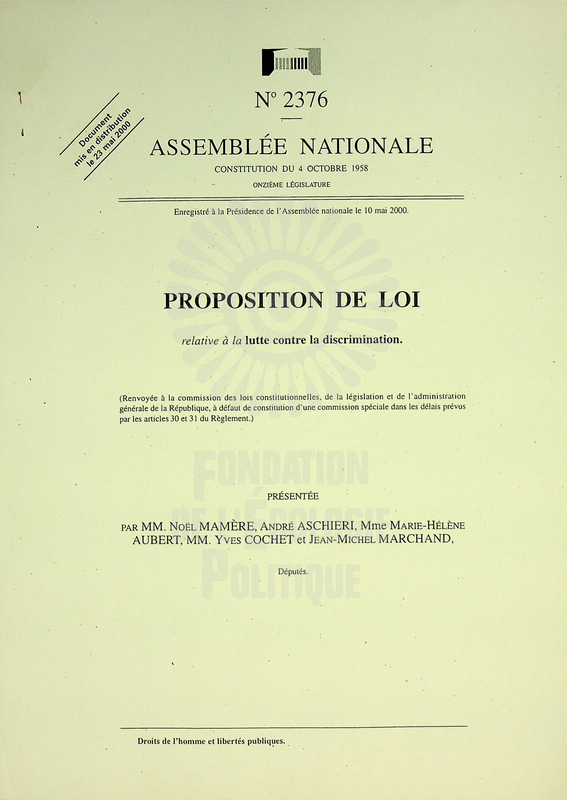 Document
mis en distribution
le 23 mai 2000
N° 2376
ASSEMBLÉE NATIONALE
CONSTITUTION DU 4 OCTOBRE 1958
ONZIÈME LÉGISLATURE
Enregistré à la Présidence de l'Assemblée nationale le 10 mai 2000.
PROPOSITION DE LOI
relative à la lutte contre la discrimination.
(Renvoyée à la commission des lois constitutionnelles, de la législation et de l'administration
générale de la République, à défaut de constitution d'une commission spéciale dans les délais prévus
par les articles 30 et 31 du Règlement.)
FONDATION
DE L'ÉCOLOGIE
POLITIQUE
PRÉSENTÉE
PAR MM. NOËL MAMÈRE, ANDRÉ ASCHIERI, Mme MARIE-HÉLÈNE
AUBERT, MM. YVES COCHET et JEAN-MICHEL MARCHAND,
Députés.
Droits de l'homme et libertés publiques.